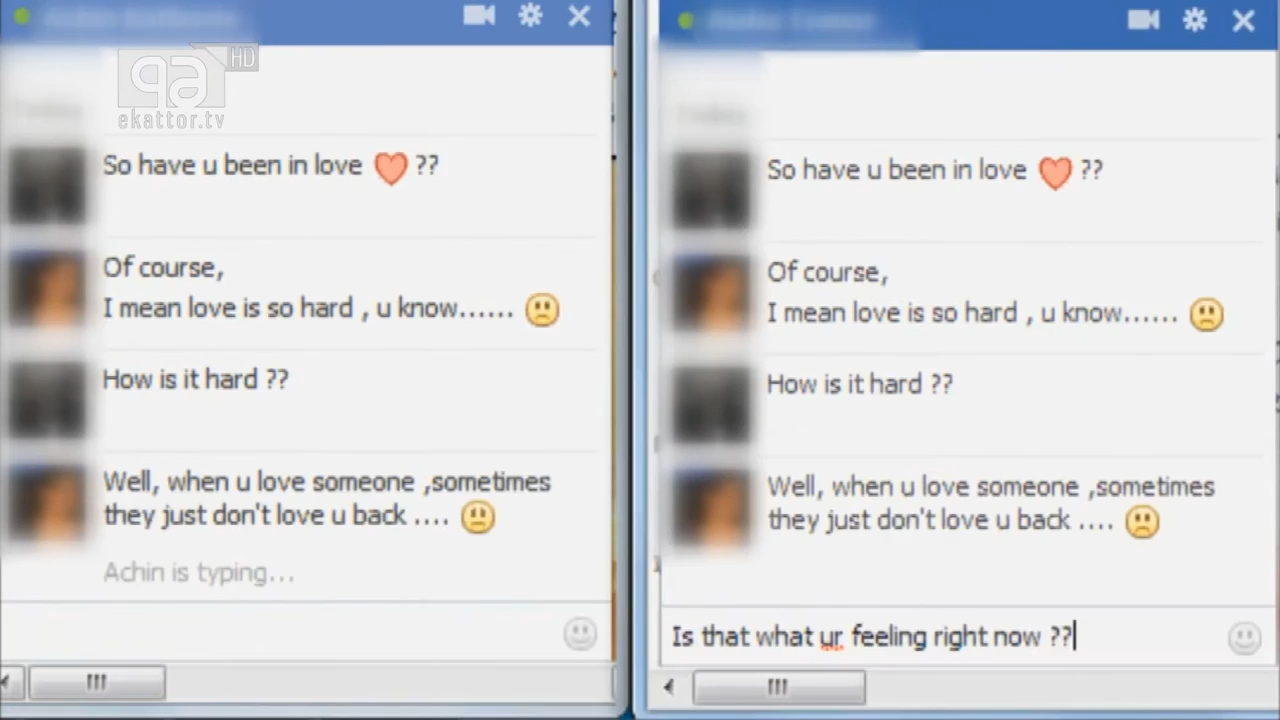 HD
ekattor.tv
So have u been in love ??
Of course,
I mean love is so hard , u know......
How is it hard ??
Well, when u love someone ,sometimes
they just don't love u back ....
Achin is typing...
So have u been in love ??
Of course,
I mean love is so hard , u know......
How is it hard ??
Well, when u love someone ,sometimes
they just don't love u back ....
Is that what ur feeling right now ??